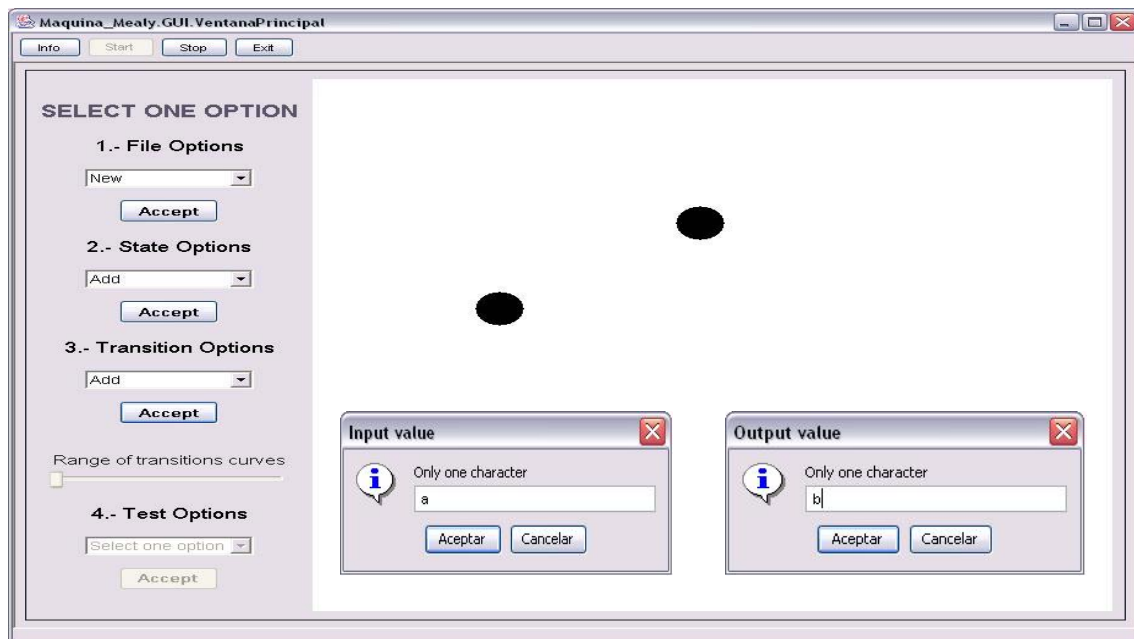 Maquina_Mealy.GUI.VentanaPrincipal
Info Start Stop Exit
SELECT ONE OPTION
1.- File Options
New
Accept
2.- State Options
Add
Accept
3.- Transition Options
Add
Accept
Range of transitions curves
4.- Test Options
Select one option
Accept
Input value
Only one character
a
Aceptar Cancelar
Output value
Only one character
b
Aceptar Cancelar